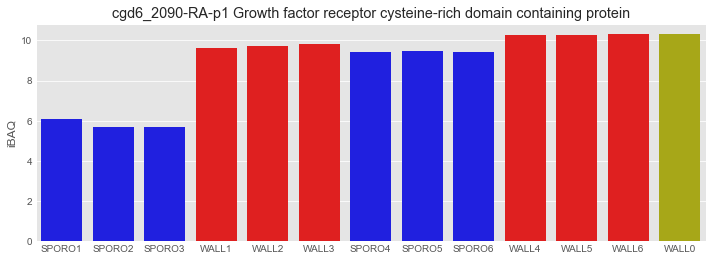 cgd6_2090-RA-p1 Growth factor receptor cysteine-rich domain containing protein
iBAQ
10
8
6
4
2
0
SPORO1 SPORO2 SPORO3 WALL1 WALL2 WALL3 SPORO4 SPORO5 SPORO6 WALL4 WALL5 WALL6 WALL0